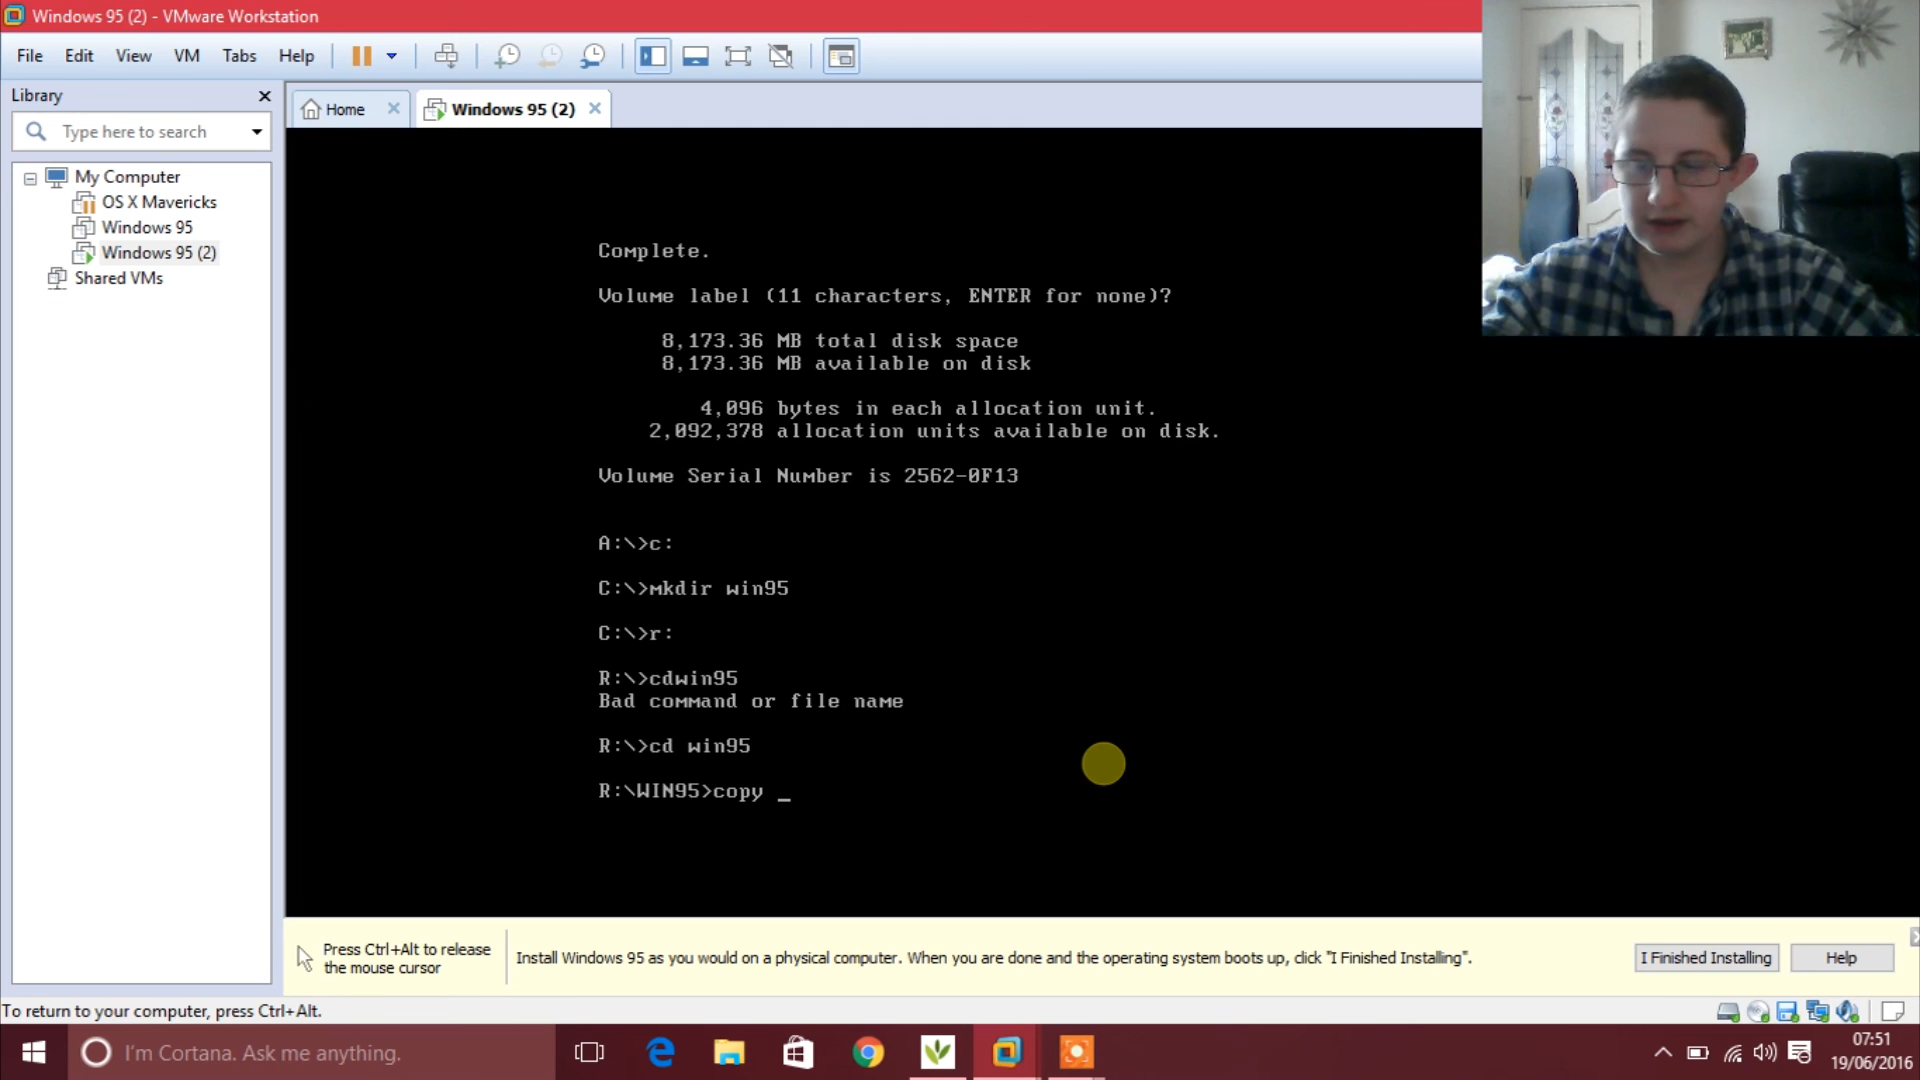 Windows 95 (2) - VMware Workstation
File Edit View VM Tabs Help
Library
Type here to search
My Computer
OS X Mavericks
Windows 95
Windows 95 (2)
Shared VMs
Home
Windows 95 (2)
Complete.
Volume label (11 characters, ENTER for none)?
8,173.36 MB total disk space
8,173.36 MB available on disk
4,096 bytes in each allocation unit.
2,092,378 allocation units available on disk.
Volume Serial Number is 2562-0F13
A:\>c:
C:\>mkdir win95
C:\>r:
R:\>cdwin95
Bad command or file name
R:\>cd win95
R:\WIN95>copy _
Press Ctrl+Alt to release
the mouse cursor
Install Windows 95 as you would on a physical computer. When you are done and the operating system boots up, click "I Finished Installing".
I Finished Installing
Help
To return to your computer, press Ctrl+Alt.
I'm Cortana. Ask me anything.
07:51
19/06/2016